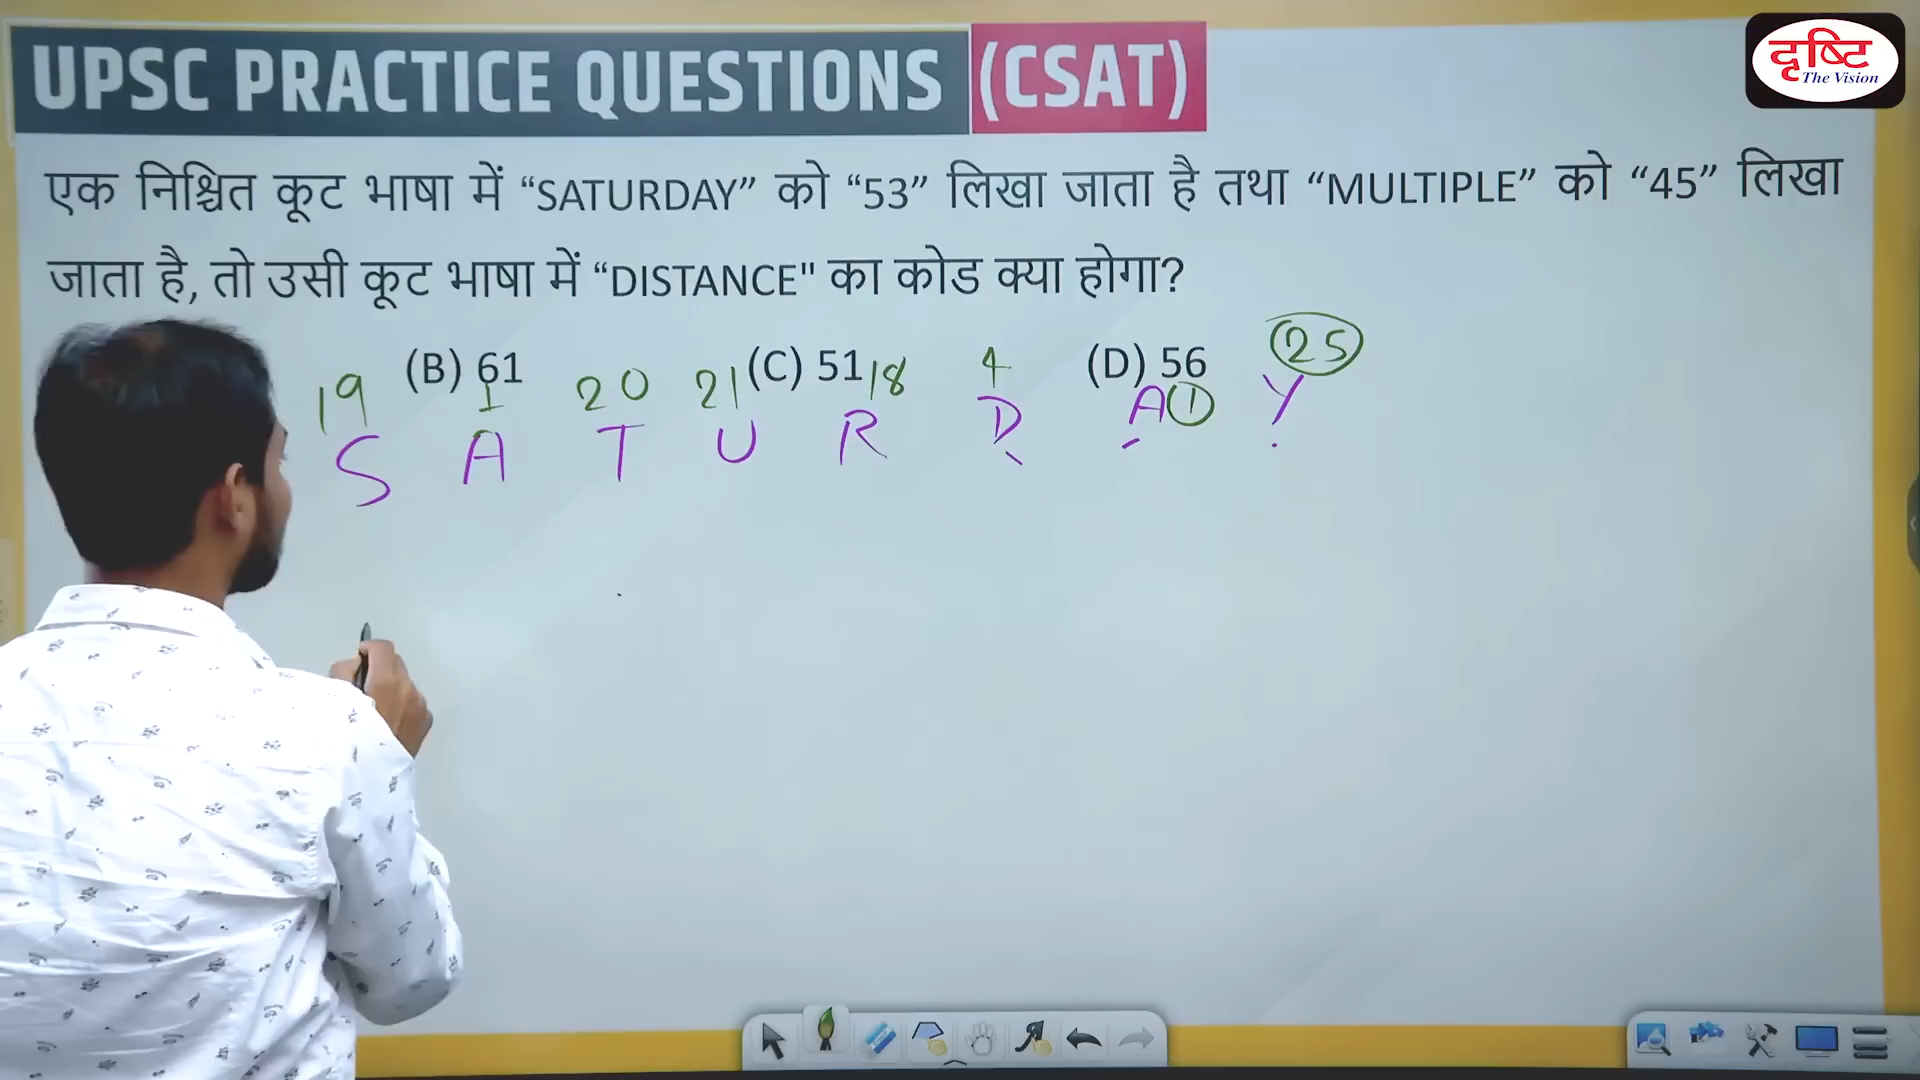 UPSC PRACTICE QUESTIONS (CSAT)
दृष्टि
The Vision
एक निश्चित कूट भाषा में “SATURDAY” को “53” लिखा जाता है तथा “MULTIPLE” को “45” लिखा
जाता है, तो उसी कूट भाषा में “DISTANCE" का कोड क्या होगा?
(B) 61 (C) 51 (D) 56
19 1 20 21 18 4 1 25
S A T U R D A Y